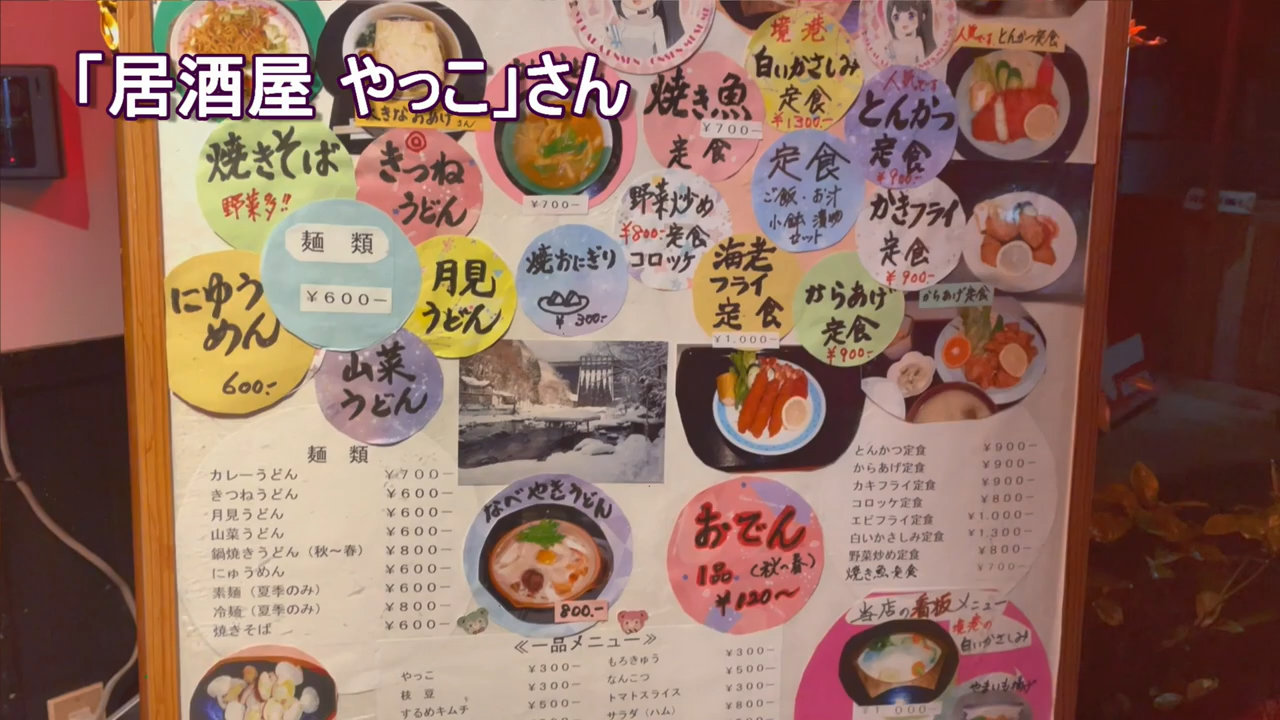 「居酒屋 やっこ」さん
焼きそば
野菜多!!
きつね
うどん
¥700-
焼き魚
¥700-
定食
境港
白いかさしみ
定食
¥1300.-
人気です
とんかつ
定食
¥900.-
人気です とんかつ定食
麺 類
¥600-
月見
うどん
焼おにぎり
¥300.-
野菜炒め
¥800.-定食
コロッケ
定食
ご飯・お汁
小鉢 漬物
セット
かきフライ
定食
¥900.-
にゅう
めん
600.-
山菜
うどん
海老
フライ
定食
¥1.000-
からあげ
定食
¥900.-
からあげ定食
麺 類
カレーうどん ¥700-
きつねうどん ¥600-
月見うどん ¥600-
山菜うどん ¥600-
鍋焼きうどん(秋~春) ¥800-
にゅうめん ¥600-
素麺(夏季のみ) ¥600-
冷麺(夏季のみ) ¥800-
焼きそば ¥600-
なべやきうどん
800.-
おでん
1品(秋~春)
¥120~
とんかつ定食 ¥900-
からあげ定食 ¥900-
カキフライ定食 ¥900-
コロッケ定食 ¥800-
エビフライ定食 ¥1.000-
白いかさしみ定食 ¥1.300-
野菜炒め定食 ¥800-
焼き魚定食 ¥700-
≪一品メニュー≫
やっこ ¥300-
枝豆 ¥300-
するめキムチ ¥500-
もろきゅう ¥300-
なんこつ ¥500-
トマトスライス ¥300-
サラダ(ハム) ¥800-
当店の看板メニュー
境港の
白いかさしみ
やまいも揚げ
¥1.000-